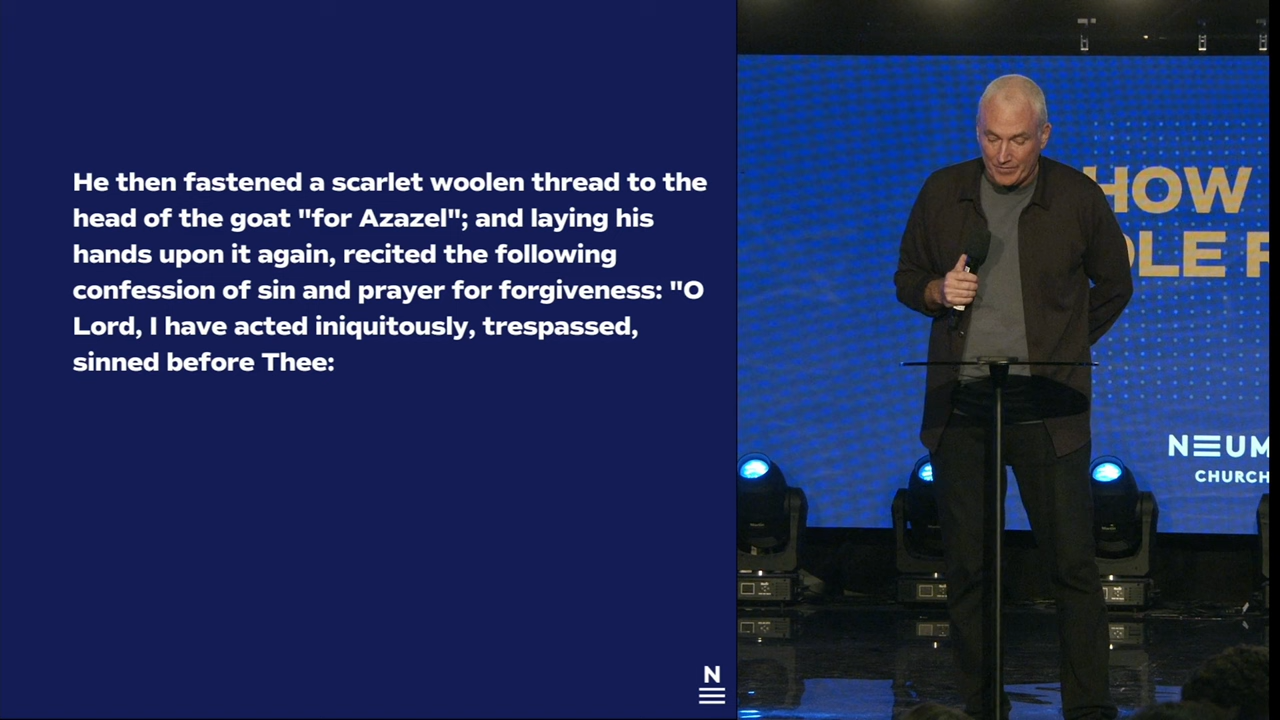 He then fastened a scarlet woolen thread to the
head of the goat "for Azazel"; and laying his
hands upon it again, recited the following
confession of sin and prayer for forgiveness: "O
Lord, I have acted iniquitously, trespassed,
sinned before Thee:
N
HOW
CHURCH